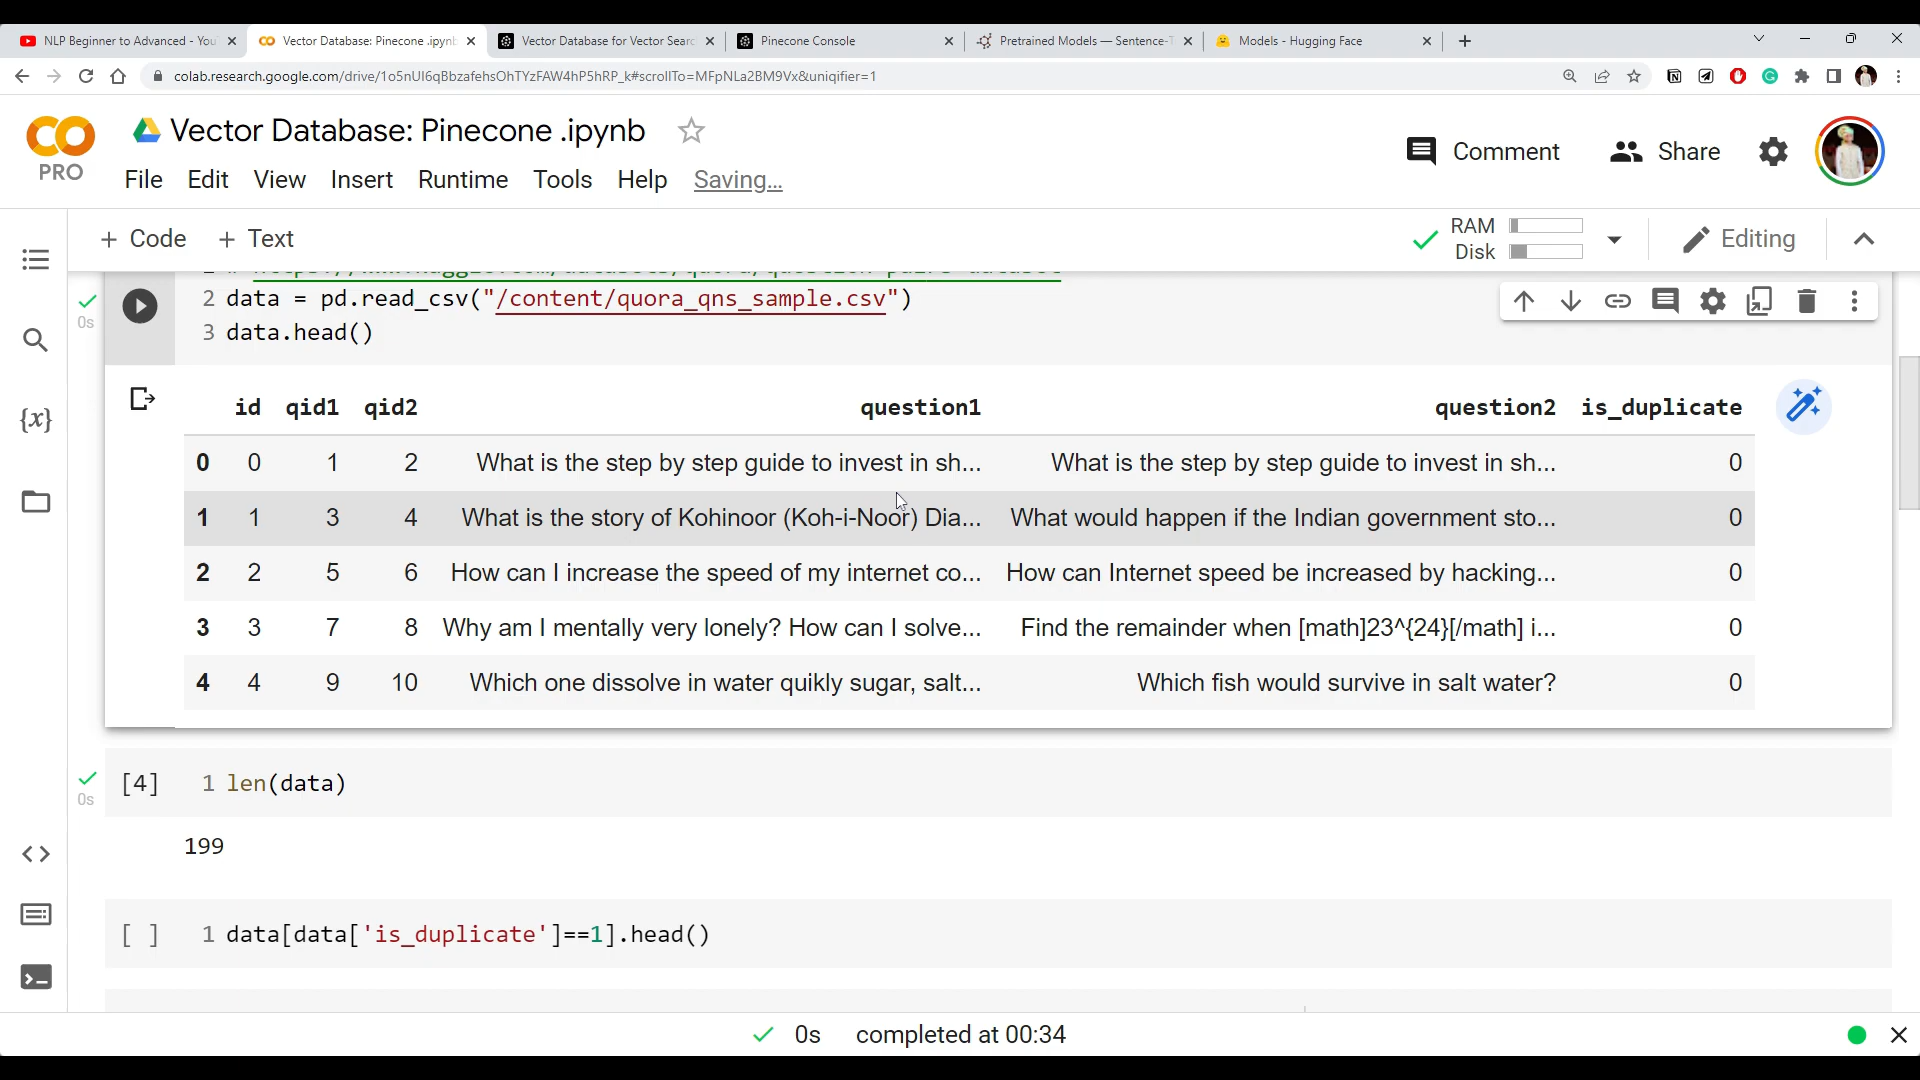 NLP Beginner to Advanced - You
Vector Database: Pinecone .ipynb
Vector Database for Vector Searc
Pinecone Console
Pretrained Models — Sentence-T
Models - Hugging Face
colab.research.google.com/drive/1o5nUI6qBbzafehsOhTYzFAW4hP5hRP_k#scrollTo=MFpNLa2BM9Vx&uniqifier=1
PRO
Vector Database: Pinecone .ipynb
File Edit View Insert Runtime Tools Help Saving...
Comment
Share
+ Code + Text
RAM
Disk
Editing
2 data = pd.read_csv("/content/quora_qns_sample.csv")
3 data.head()
0s
id qid1 qid2 question1 question2 is_duplicate
0 0 1 2 What is the step by step guide to invest in sh... What is the step by step guide to invest in sh... 0
1 1 3 4 What is the story of Kohinoor (Koh-i-Noor) Dia... What would happen if the Indian government sto... 0
2 2 5 6 How can I increase the speed of my internet co... How can Internet speed be increased by hacking... 0
3 3 7 8 Why am I mentally very lonely? How can I solve... Find the remainder when [math]23^{24}[/math] i... 0
4 4 9 10 Which one dissolve in water quikly sugar, salt... Which fish would survive in salt water? 0
[4] 1 len(data)
0s
199
[ ] 1 data[data['is_duplicate']==1].head()
0s completed at 00:34